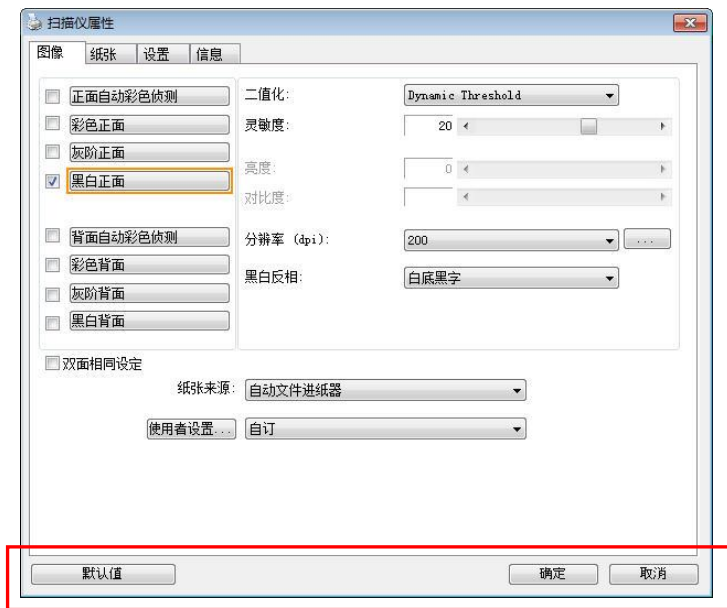 扫描仪属性
图像 纸张 设置 信息
正面自动彩色侦测
彩色正面
灰阶正面
黑白正面
背面自动彩色侦测
彩色背面
灰阶背面
黑白背面
二值化: Dynamic Threshold
灵敏度: 20
亮度: 0
对比度:
分辨率 (dpi): 200 ...
黑白反相: 白底黑字
双面相同设定
纸张来源: 自动文件进纸器
使用者设置... 自订
默认值 确定 取消